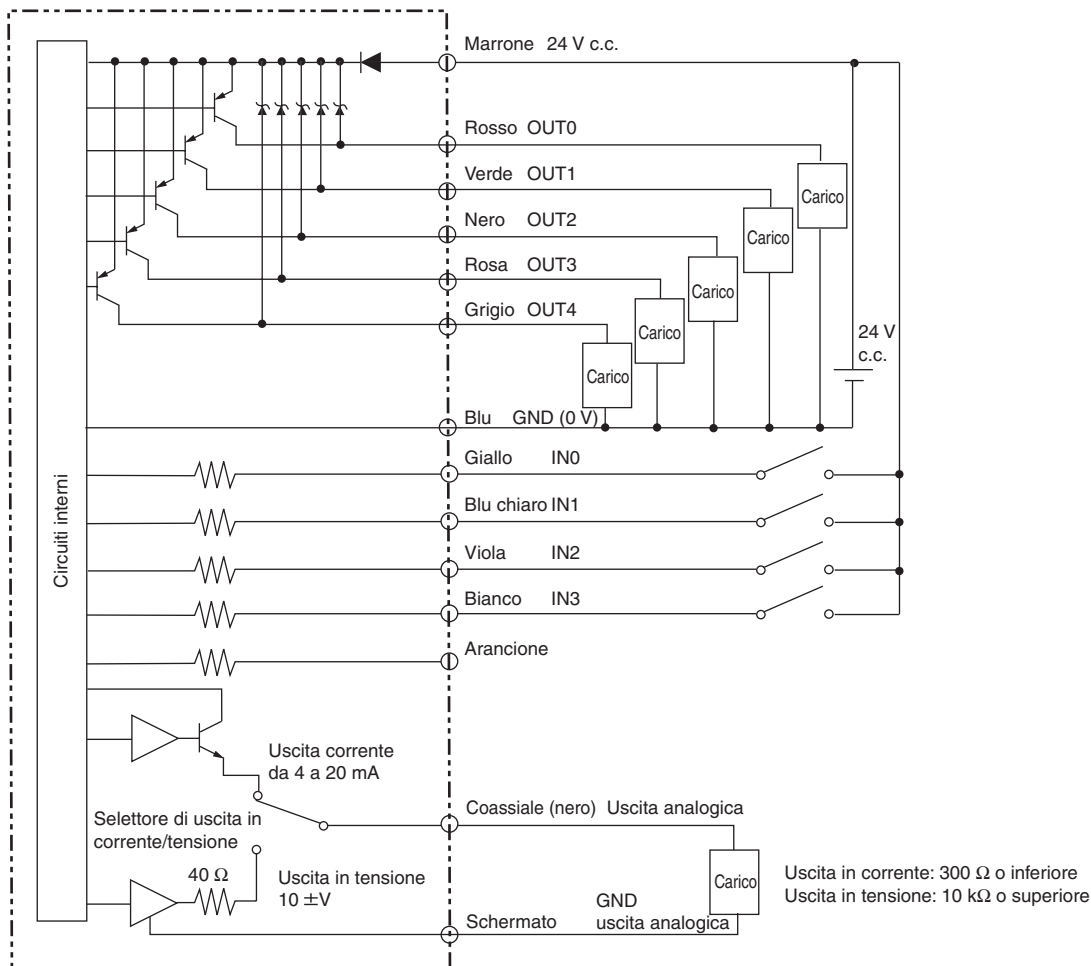 Marrone 24 V c.c.
Rosso OUT0
Verde OUT1
Nero OUT2
Rosa OUT3
Grigio OUT4
Carico
Carico
Carico
Carico
Carico
24 V
c.c.
Blu GND (0 V)
Giallo IN0
Blu chiaro IN1
Viola IN2
Bianco IN3
Arancione
Circuiti interni
Uscita corrente
da 4 a 20 mA
Selettore di uscita in
corrente/tensione
Coassiale (nero) Uscita analogica
40 Ω
Uscita in tensione
10 ±V
Carico
Uscita in corrente: 300 Ω o inferiore
Uscita in tensione: 10 kΩ o superiore
GND
Schermato uscita analogica